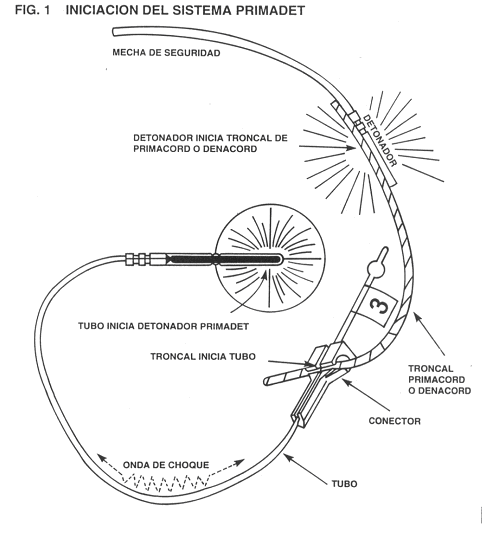 FIG. 1 INICIACION DEL SISTEMA PRIMADET
MECHA DE SEGURIDAD
DETONADOR
DETONADOR INICIA TRONCAL DE
PRIMACORD O DENACORD
3
TUBO INICIA DETONADOR PRIMADET
TRONCAL INICIA TUBO
TRONCAL
PRIMACORD
O DENACORD
CONECTOR
ONDA DE CHOQUE
TUBO